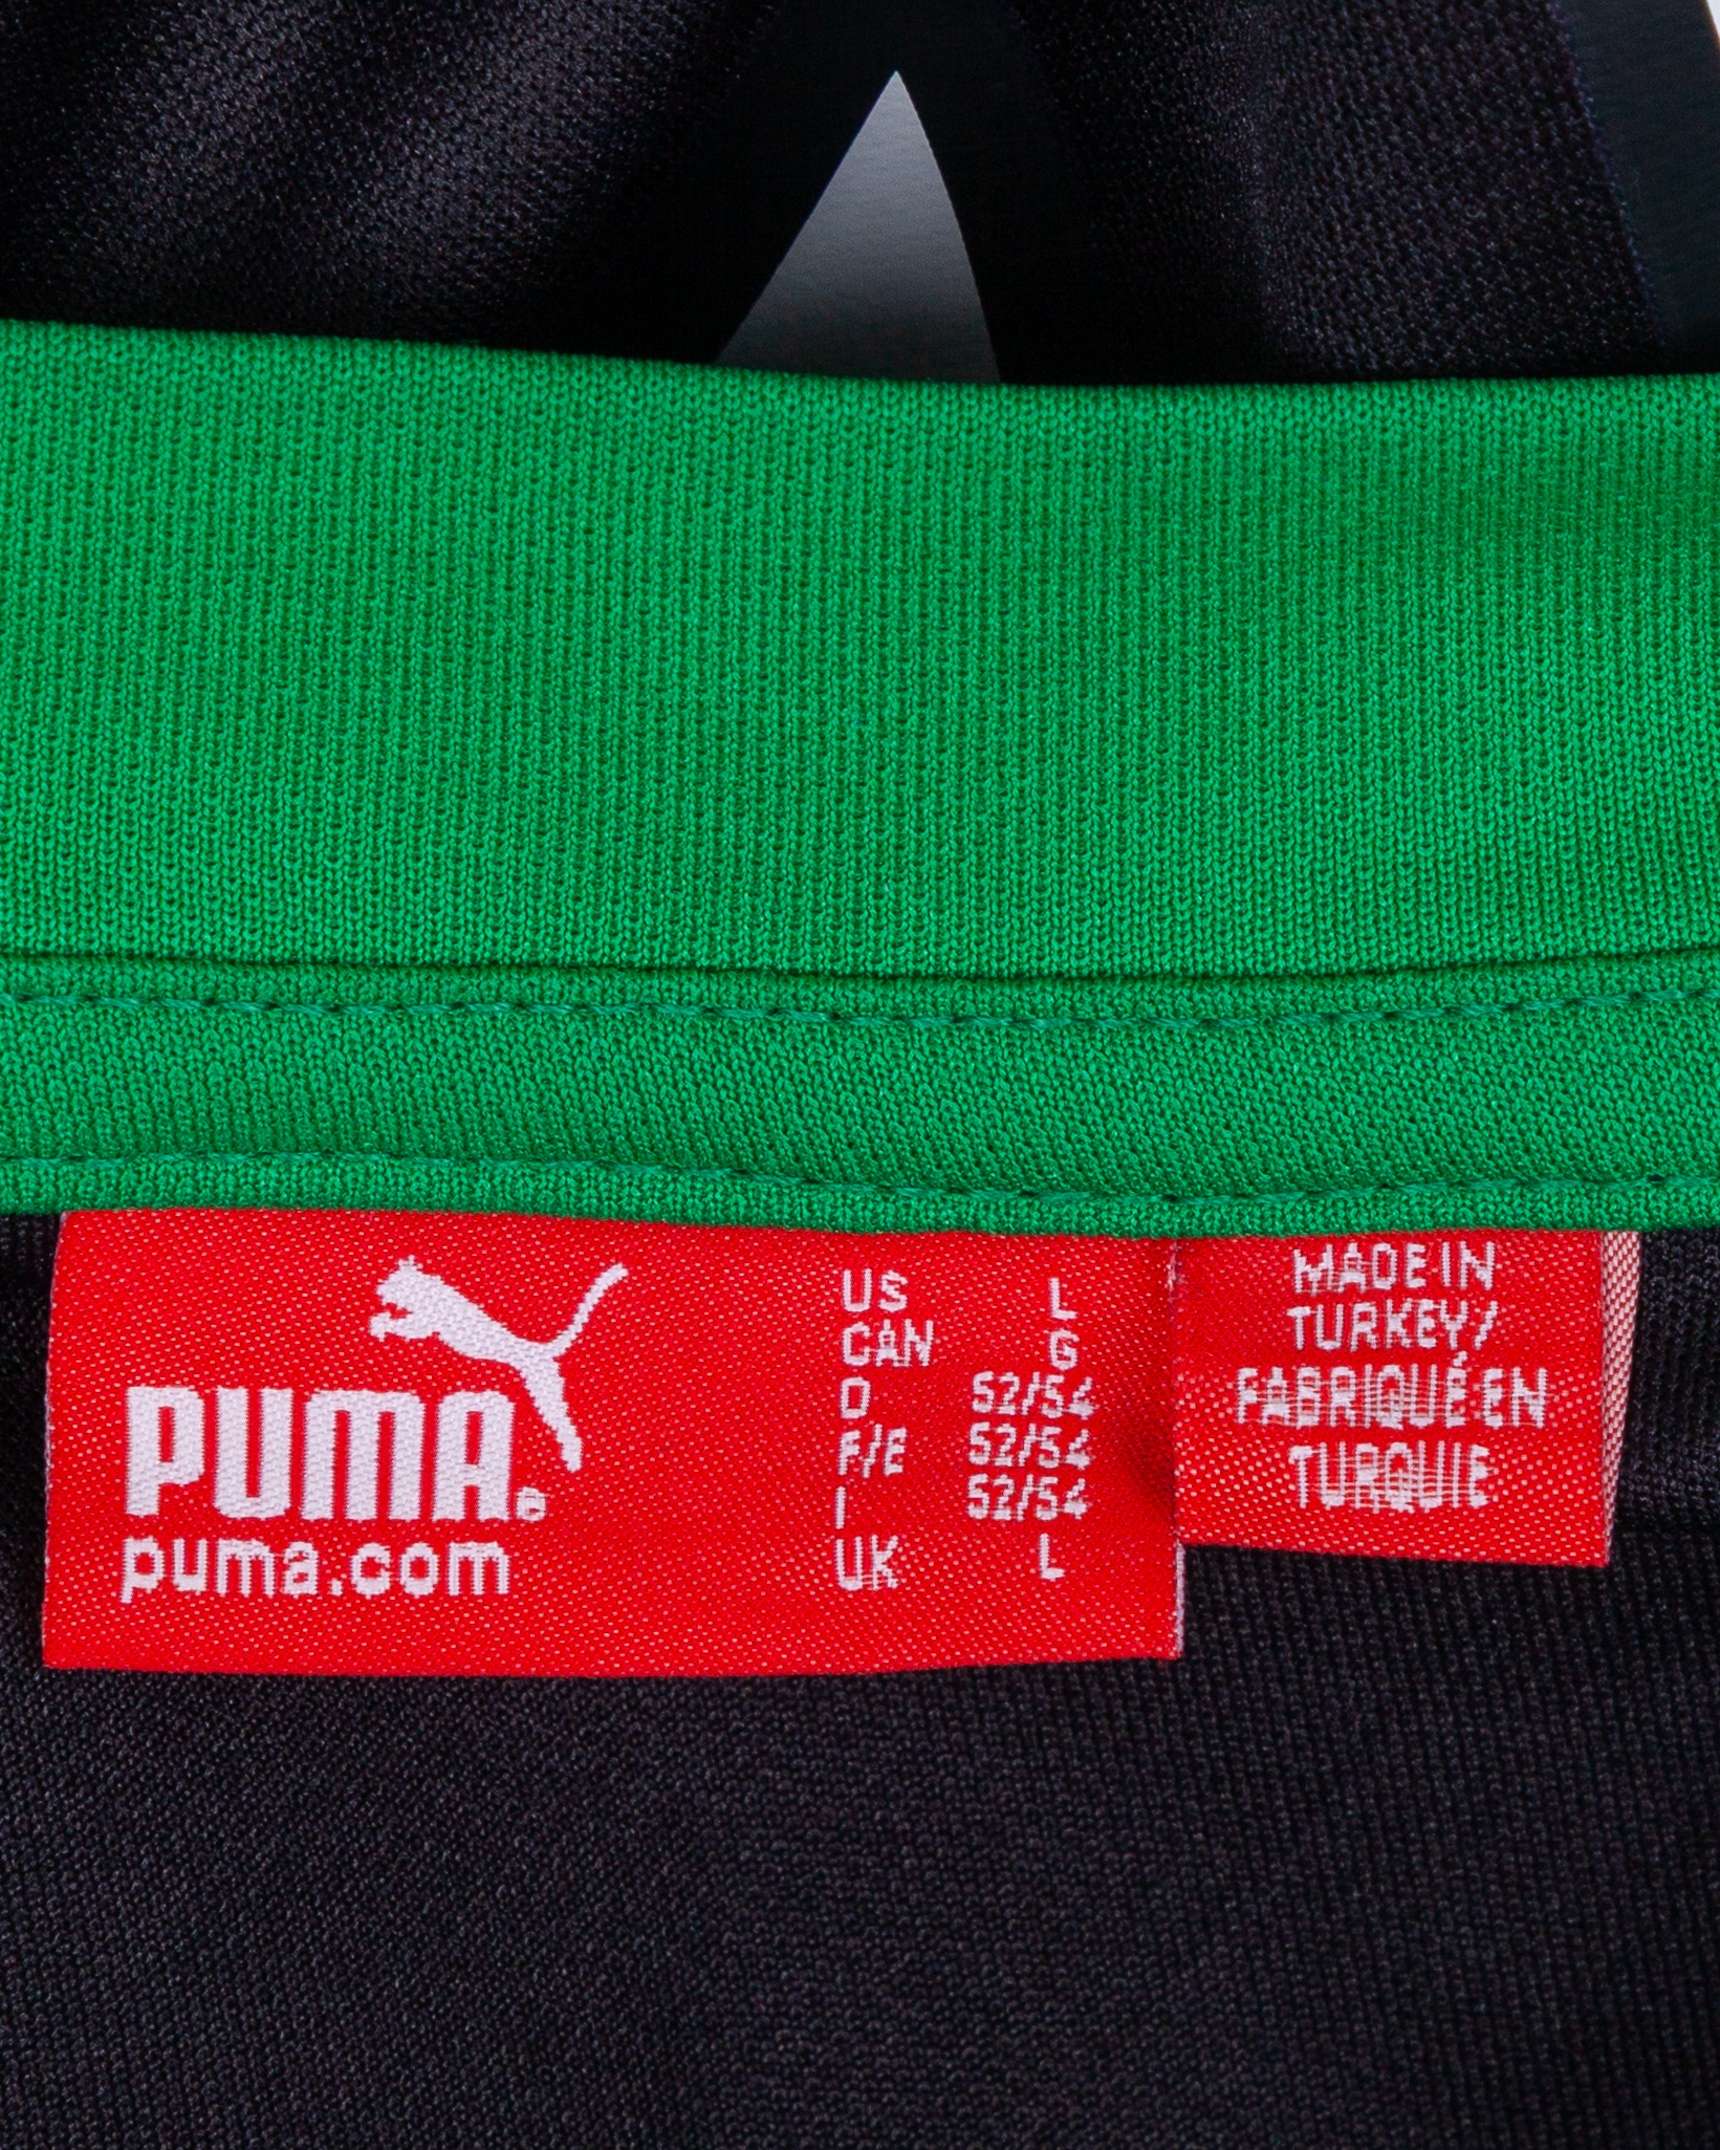 PUMA
puma.com
US L
CAN G
D 52/54
F/E 52/54
I 52/54
UK L
MADE IN
TURKEY/
FABRIQUÉ EN
TURQUIE